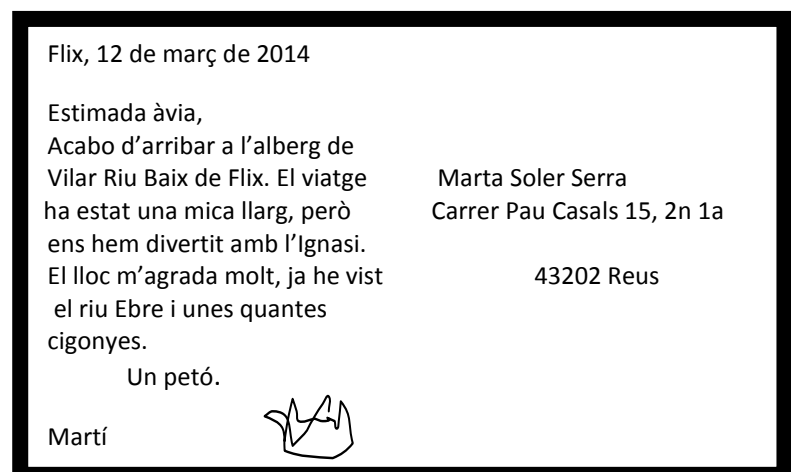 Flix, 12 de març de 2014
Estimada àvia,
Acabo d’arribar a l’alberg de
Vilar Riu Baix de Flix. El viatge
ha estat una mica llarg, però
ens hem divertit amb l’Ignasi.
El lloc m’agrada molt, ja he vist
el riu Ebre i unes quantes
cigonyes.
Un petó.
Martí
Marta Soler Serra
Carrer Pau Casals 15, 2n 1a
43202 Reus